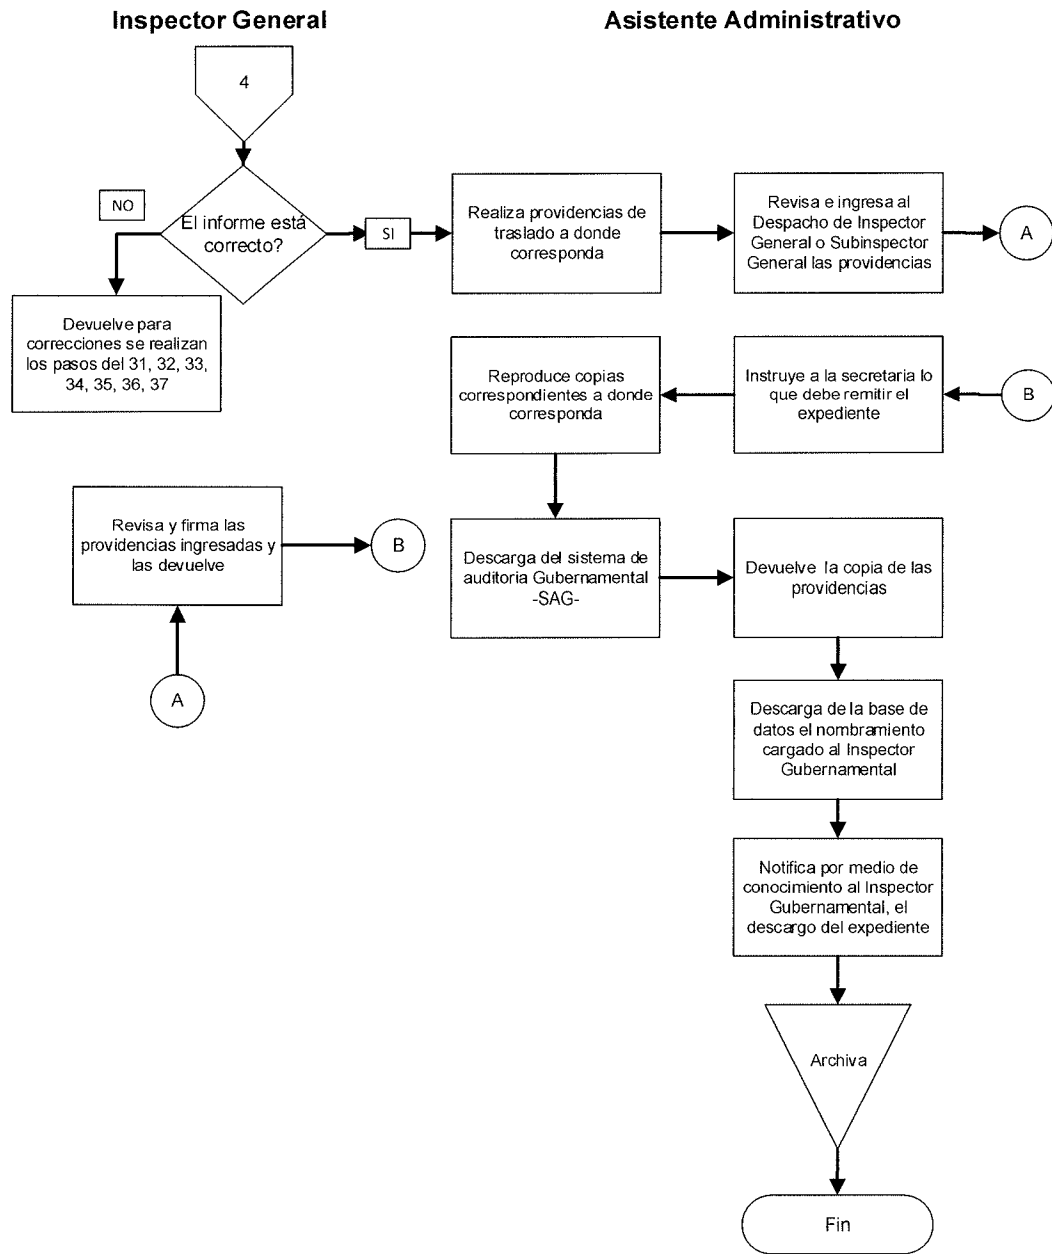 Inspector General
Asistente Administrativo
4
El informe está
correcto?
NO
SI
Devuelve para
correcciones se realizan
los pasos del 31, 32, 33,
34, 35, 36, 37
Realiza providencias de
traslado a donde
corresponda
Revisa e ingresa al
Despacho de Inspector
General o Subinspector
General las providencias
A
Reproduce copias
correspondientes a donde
corresponda
Instruye a la secretaria lo
que debe remitir el
expediente
B
Revisa y firma las
providencias ingresadas y
las devuelve
B
A
Descarga del sistema de
auditoria Gubernamental
-SAG-
Devuelve la copia de las
providencias
Descarga de la base de
datos el nombramiento
cargado al Inspector
Gubernamental
Notifica por medio de
conocimiento al Inspector
Gubernamental, el
descargo del expediente
Archiva
Fin